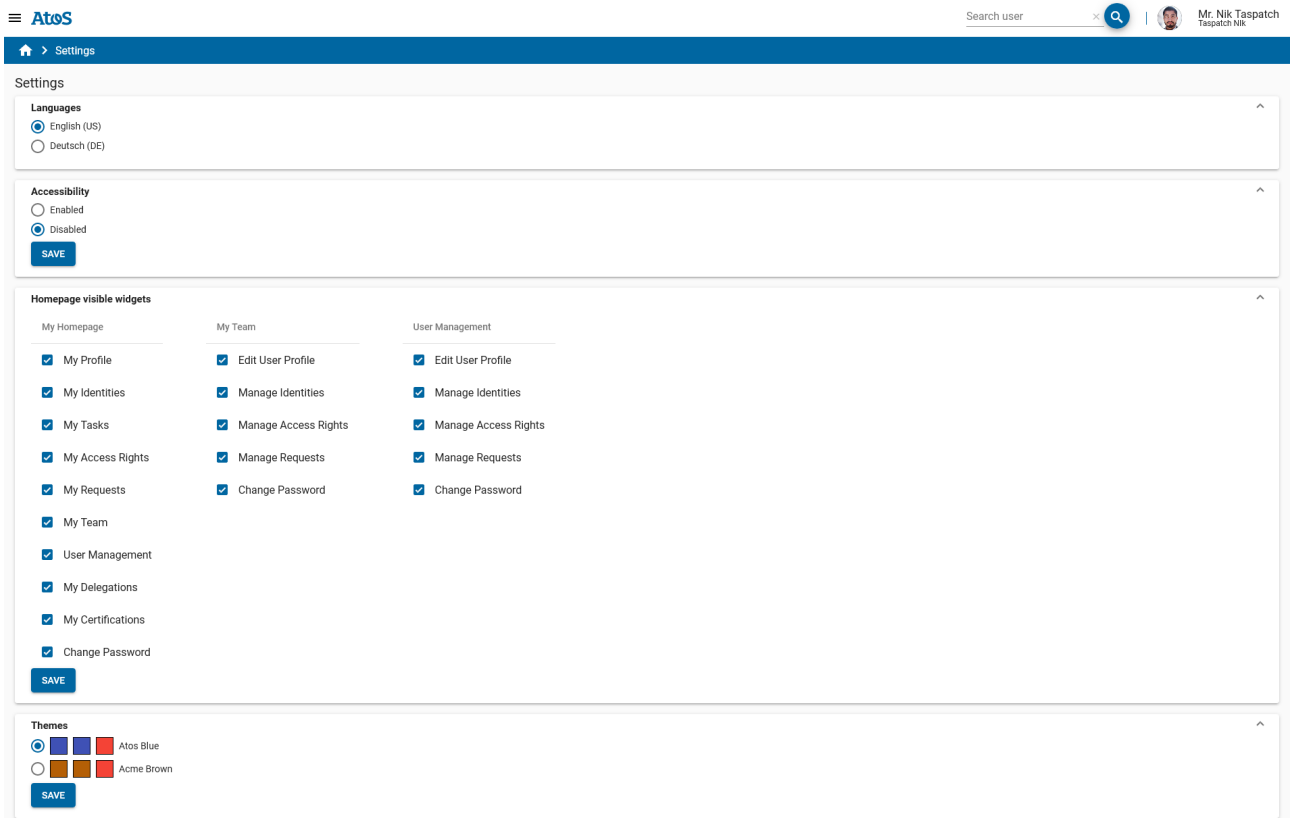 Atos
Search user
Mr. Nik Taspatch
Taspatch Nik
Settings
Settings
Languages
English (US)
Deutsch (DE)
Accessibility
Enabled
Disabled
SAVE
Homepage visible widgets
My Homepage My Team User Management
My Profile Edit User Profile Edit User Profile
My Identities Manage Identities Manage Identities
My Tasks Manage Access Rights Manage Access Rights
My Access Rights Manage Requests Manage Requests
My Requests Change Password Change Password
My Team
User Management
My Delegations
My Certifications
Change Password
SAVE
Themes
Atos Blue
Acme Brown
SAVE